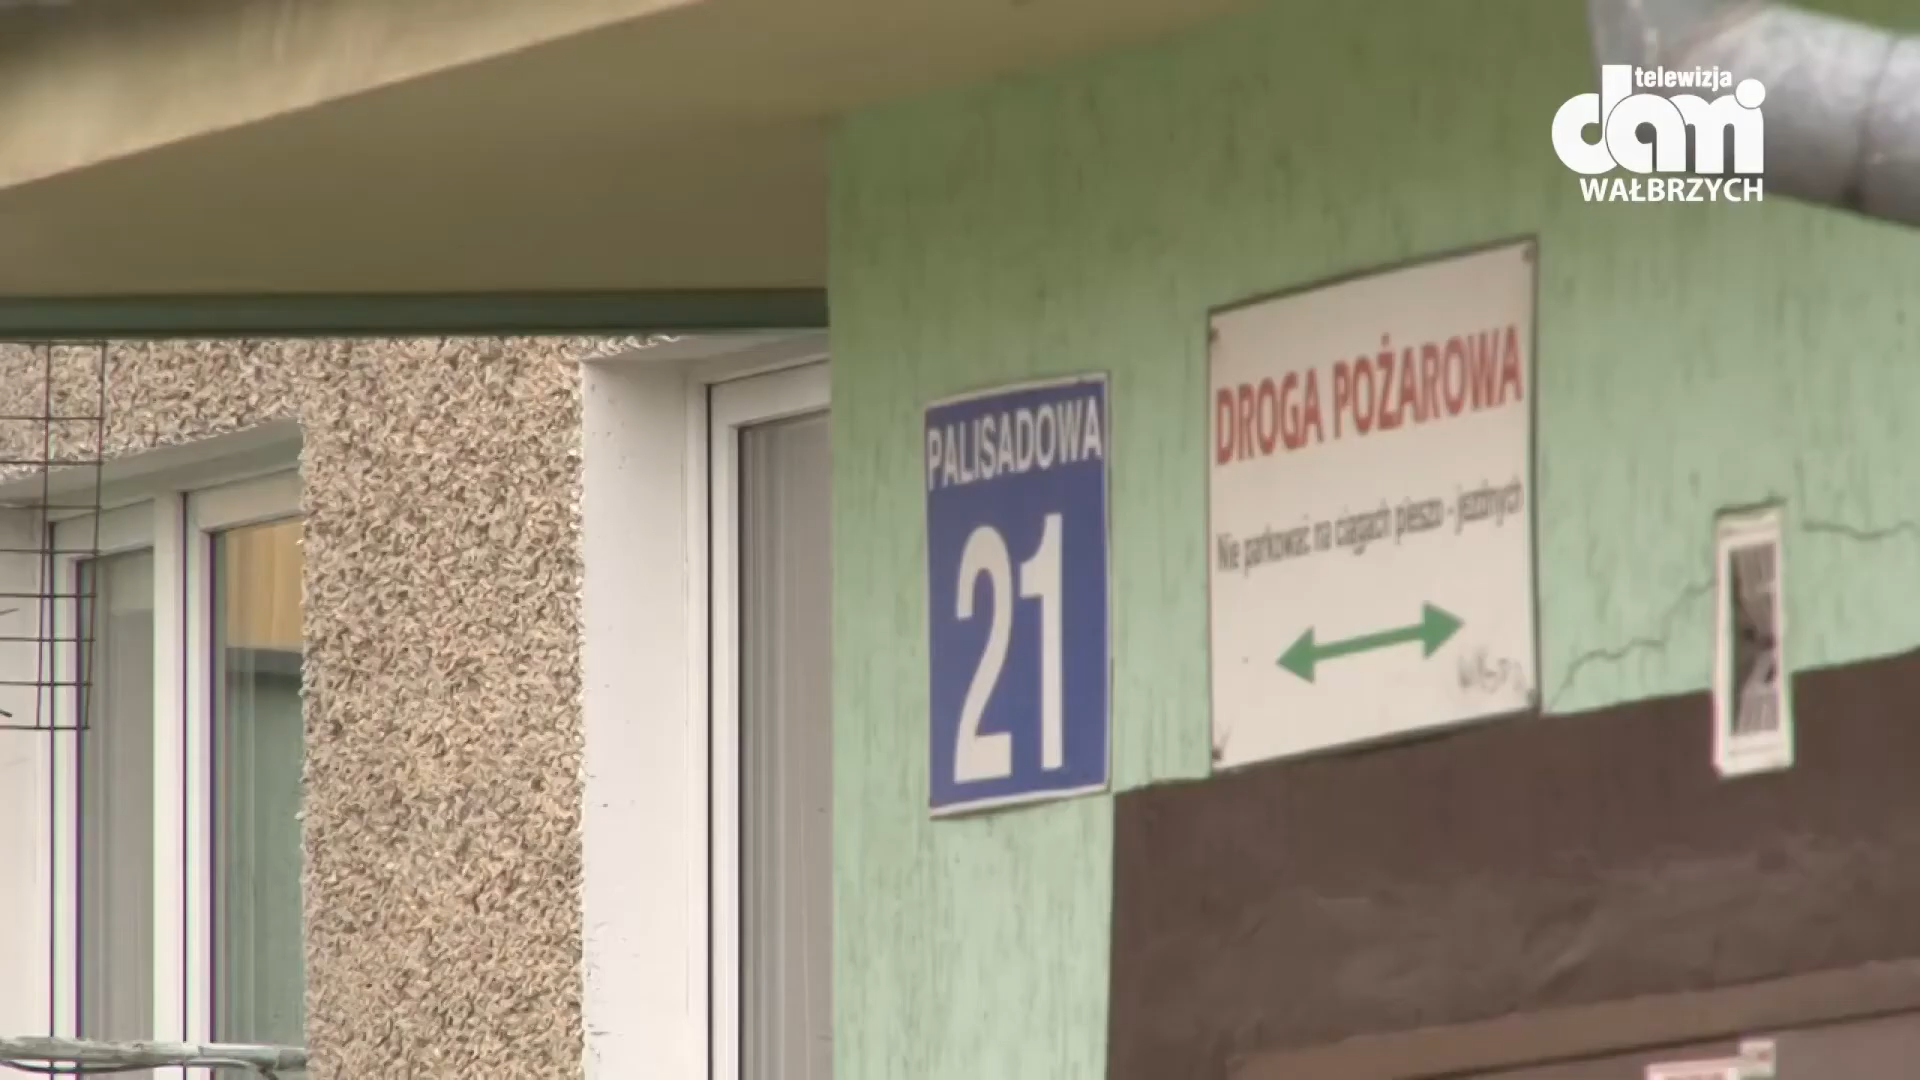 telewizja
dami
WAŁBRZYCH
PALISADOWA
21
DROGA POŻAROWA
Nie parkować na ciągach pieszo - jezdnych